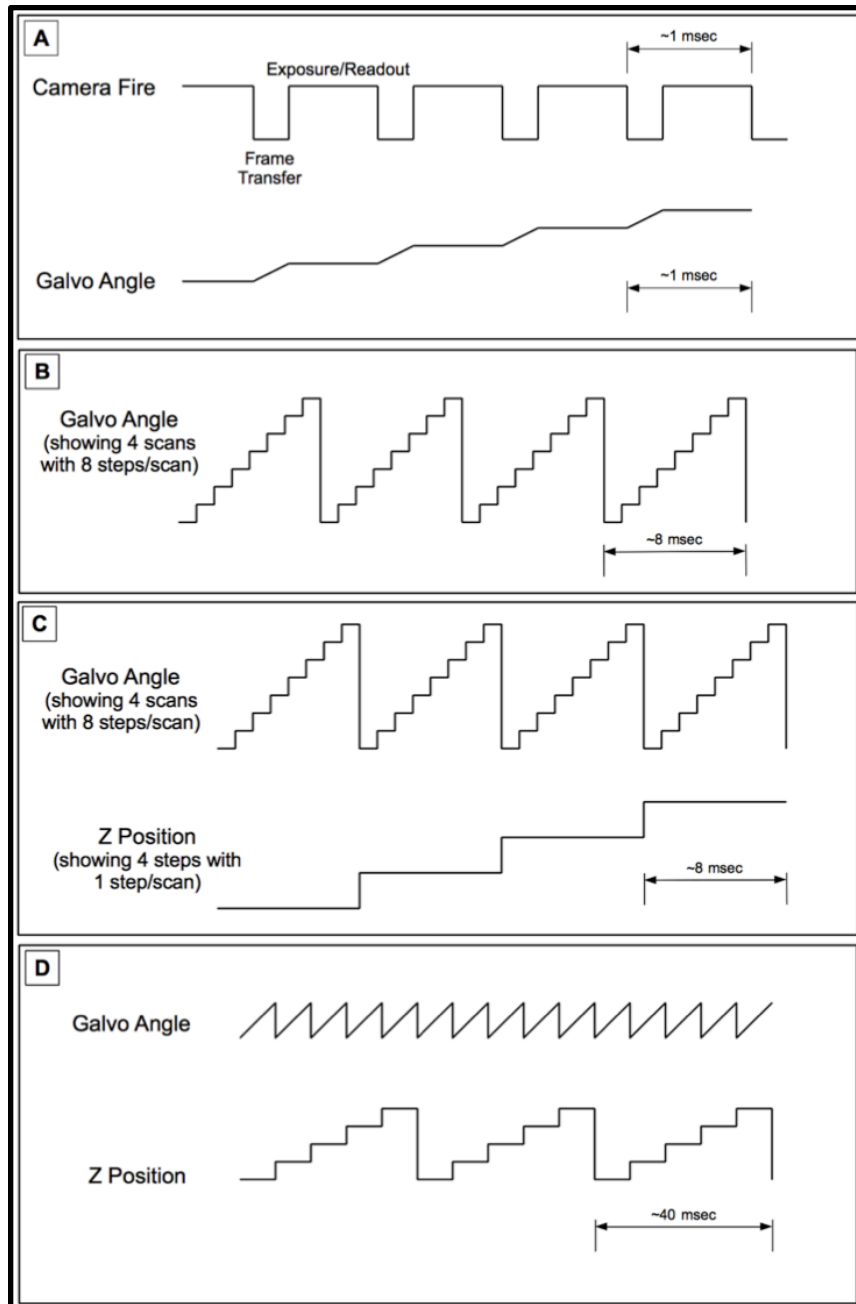 A
~1 msec
Exposure/Readout
Camera Fire
Frame
Transfer
Galvo Angle
~1 msec
B
Galvo Angle
(showing 4 scans
with 8 steps/scan)
~8 msec
C
Galvo Angle
(showing 4 scans
with 8 steps/scan)
Z Position
(showing 4 steps with
1 step/scan)
~8 msec
D
Galvo Angle
Z Position
~40 msec